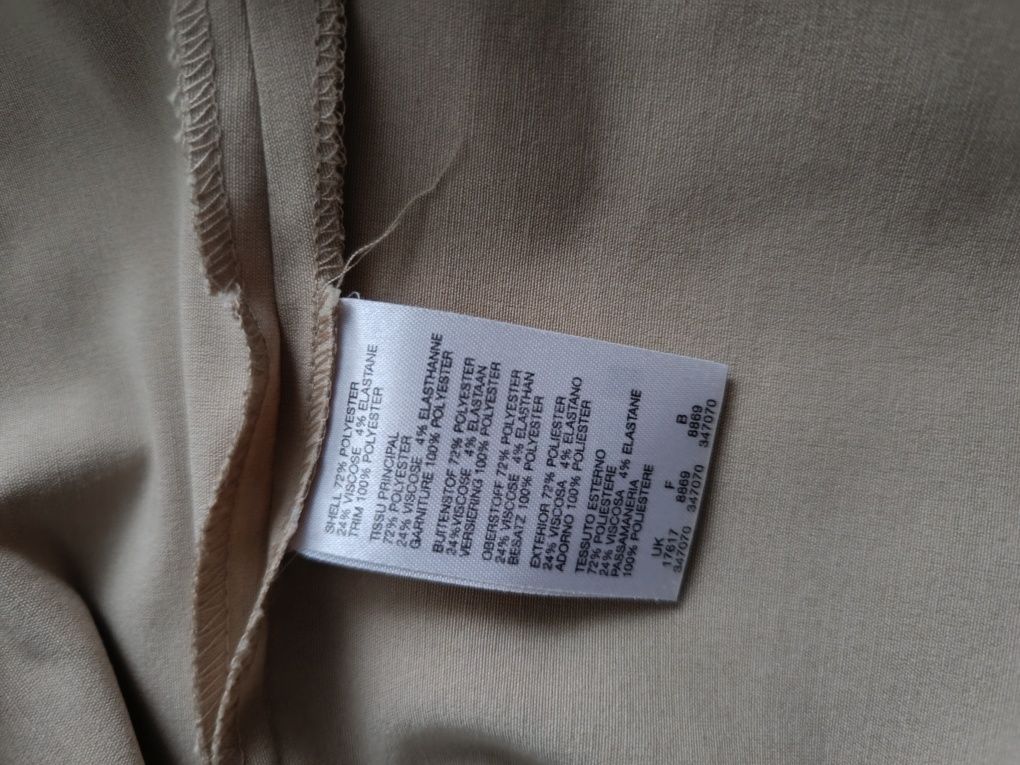 SHELL 72% POLYESTER
24% VISCOSE 4% ELASTANE
TRIM 100% POLYESTER
TISSU PRINCIPAL
72% POLYESTER
24% VISCOSE 4% ELASTHANNE
GARNITURE 100% POLYESTER
BUITENSTOF 72% POLYESTER
24%VISCOSE 4% ELASTAAN
VERSIERING 100% POLYESTER
OBERSTOFF 72% POLYESTER
24% VISCOSE 4% ELASTHAN
BESATZ 100% POLYESTER
EXTERIOR 72% POLIESTER
24% VISCOSA 4% ELASTANO
ADORNO 100% POLIESTER
TESSUTO ESTERNO
72% POLIESTERE
24% VISCOSA 4% ELASTANE
PASSAMANERIA
100% POLIESTERE
UK F B
17617 8869 8869
347070 347070 347070